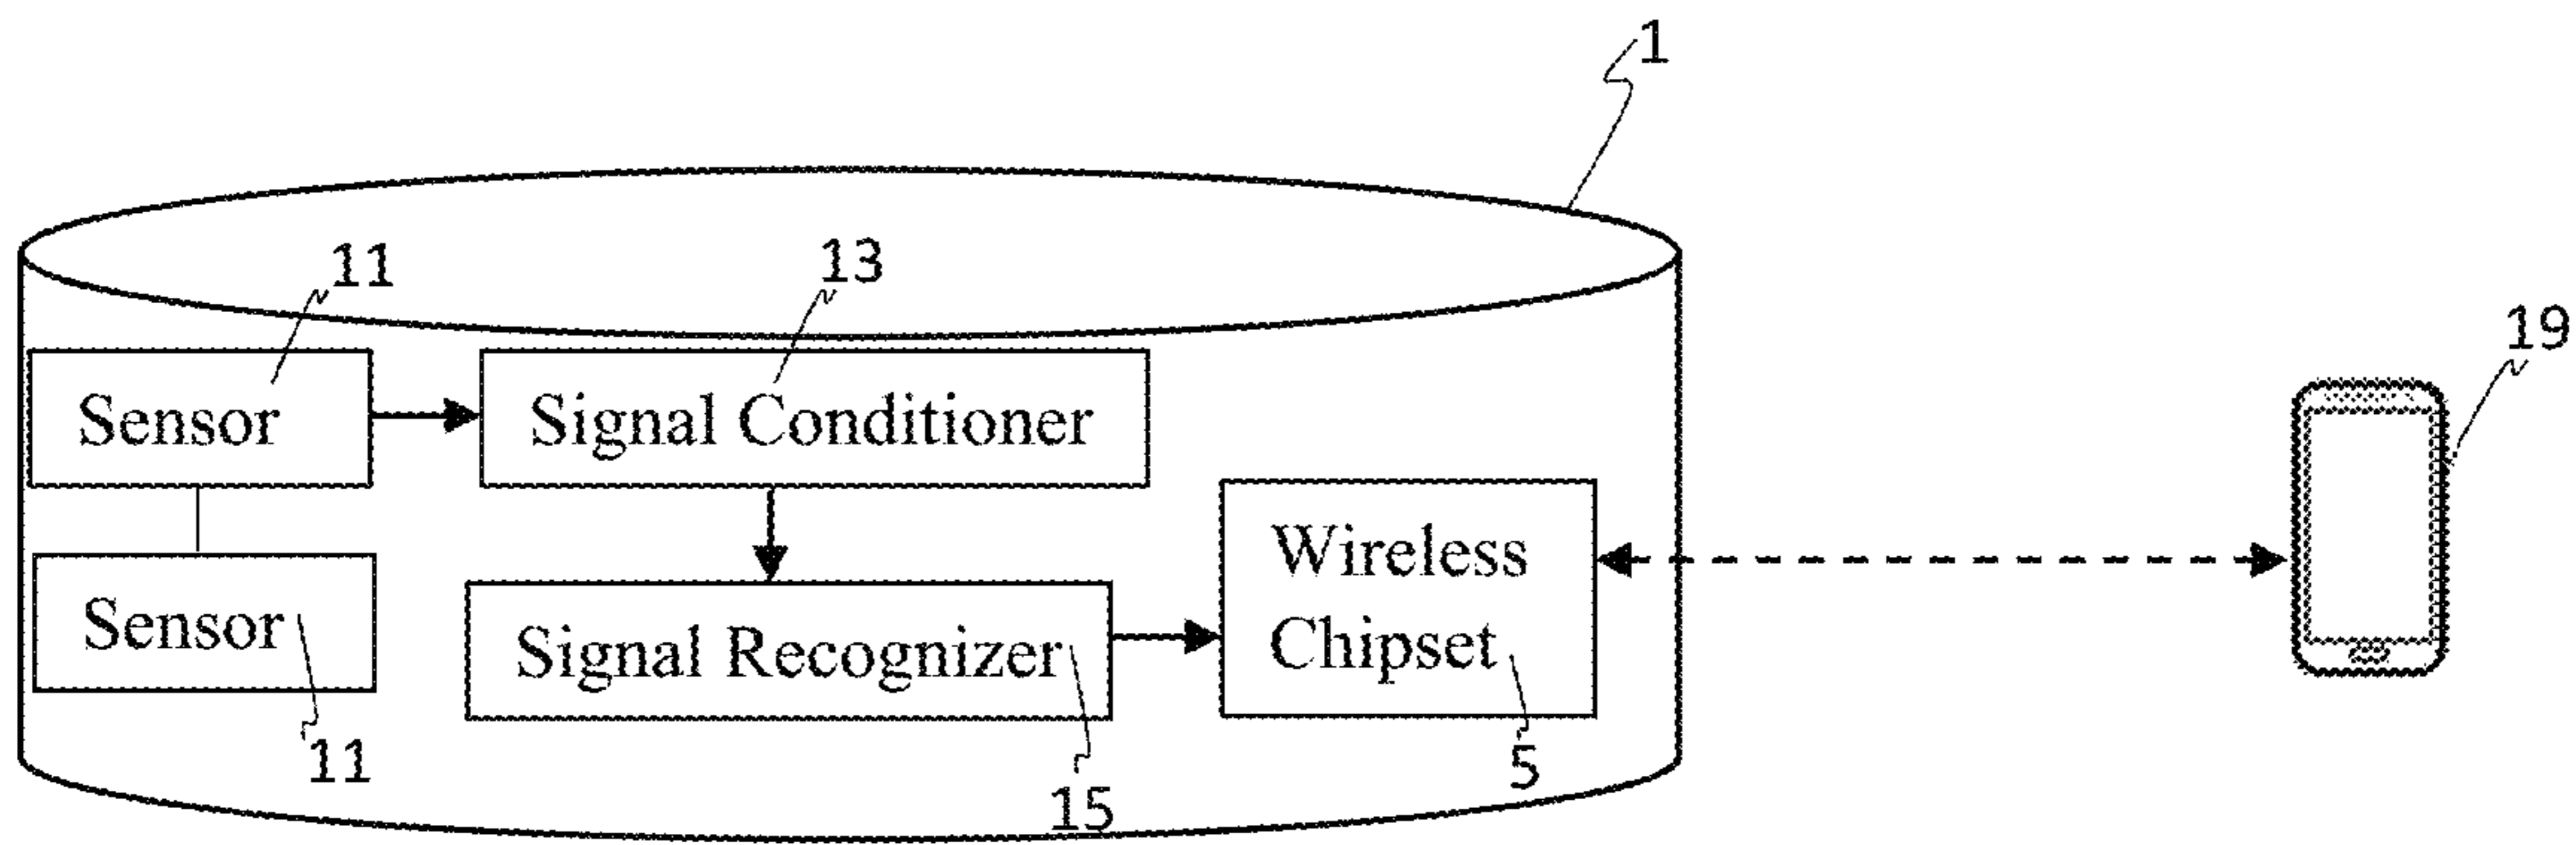 1
11
13
19
Sensor
Signal Conditioner
Wireless
Chipset
Sensor
Signal Recognizer
11
15
5